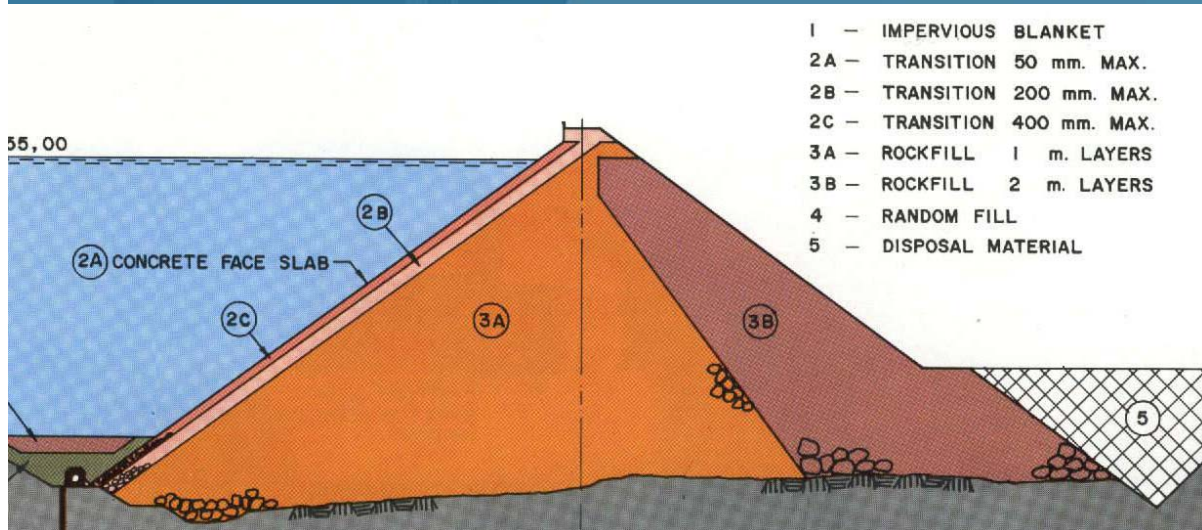 1 – IMPERVIOUS BLANKET
2A – TRANSITION 50 mm. MAX.
2B – TRANSITION 200 mm. MAX.
2C – TRANSITION 400 mm. MAX.
3A – ROCKFILL 1 m. LAYERS
3B – ROCKFILL 2 m. LAYERS
4 – RANDOM FILL
5 – DISPOSAL MATERIAL
55,00
2B
2A CONCRETE FACE SLAB
2C
3A
3B
5